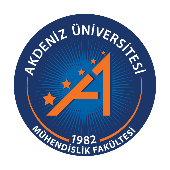 AKDENİZ ÜNİVERSİTESİ
1982
MÜHENDİSLİK FAKÜLTESİ